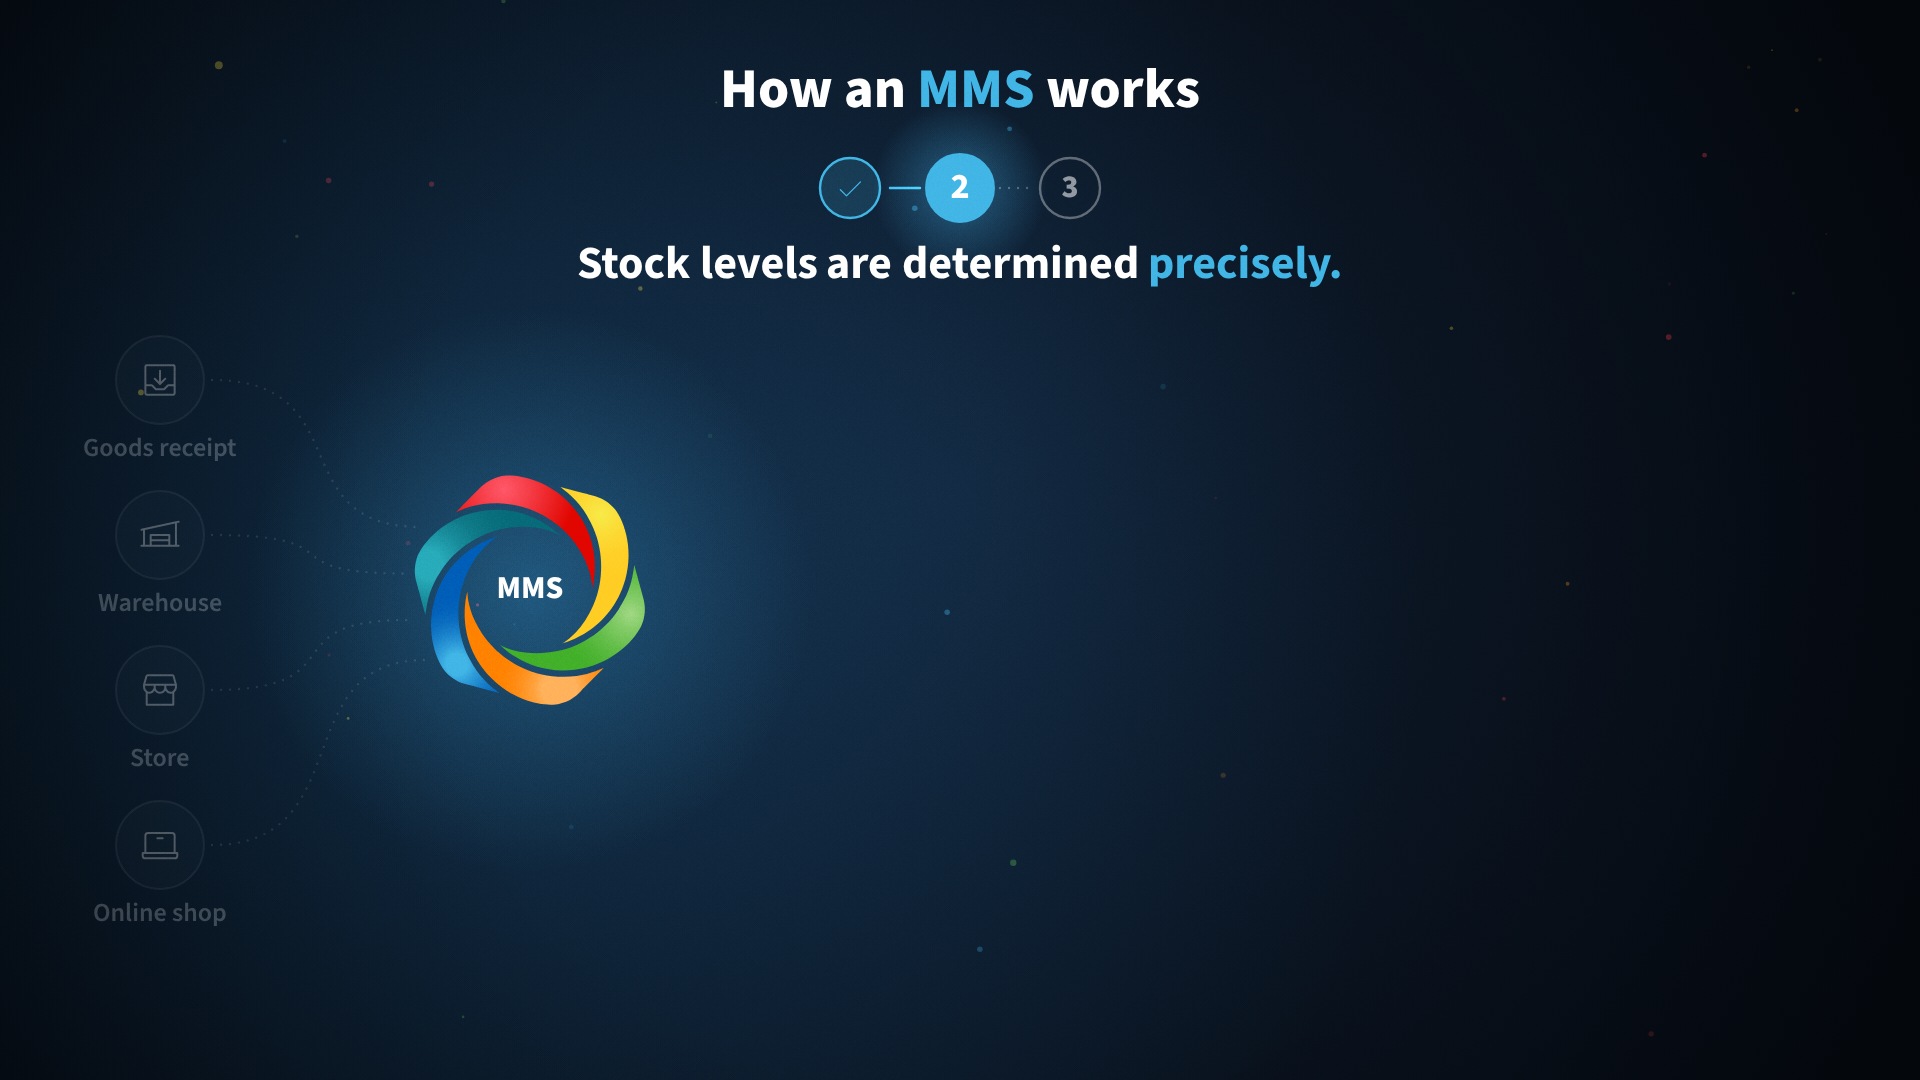 How an MMS works
2
3
Stock levels are determined precisely.
Goods receipt
Warehouse
MMS
Store
Online shop